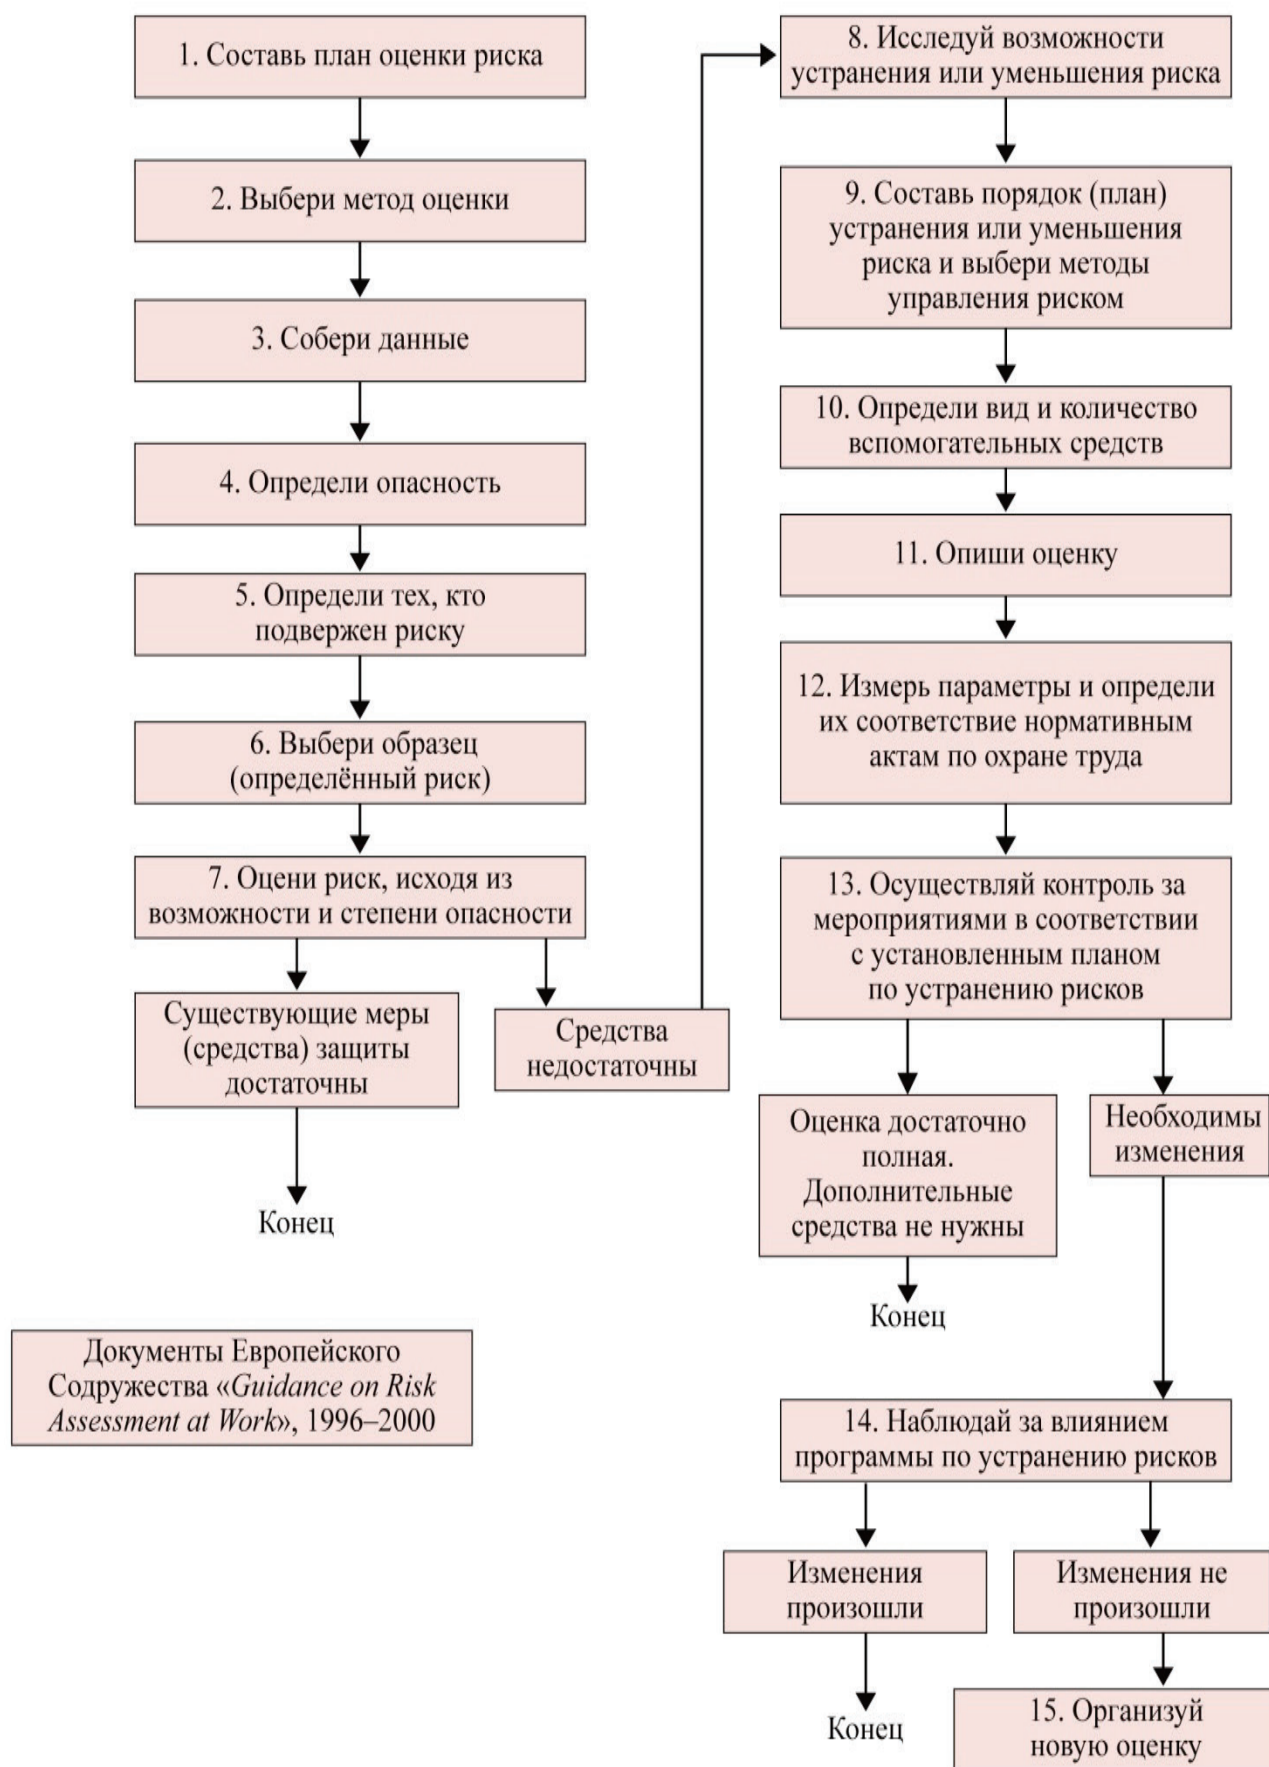 1. Составь план оценки риска
2. Выбери метод оценки
3. Собери данные
4. Определи опасность
5. Определи тех, кто
подвержен риску
6. Выбери образец
(определённый риск)
7. Оцени риск, исходя из
возможности и степени опасности
Существующие меры
(средства) защиты
достаточны
Конец
Средства
недостаточны
8. Исследуй возможности
устранения или уменьшения риска
9. Составь порядок (план)
устранения или уменьшения
риска и выбери методы
управления риском
10. Определи вид и количество
вспомогательных средств
11. Опиши оценку
12. Измерь параметры и определи
их соответствие нормативным
актам по охране труда
13. Осуществляй контроль за
мероприятиями в соответствии
с установленным планом
по устранению рисков
Оценка достаточно
полная.
Дополнительные
средства не нужны
Конец
Необходимы
изменения
14. Наблюдай за влиянием
программы по устранению рисков
Изменения
произошли
Конец
Изменения не
произошли
15. Организуй
новую оценку
Документы Европейского
Содружества «Guidance on Risk
Assessment at Work», 1996–2000